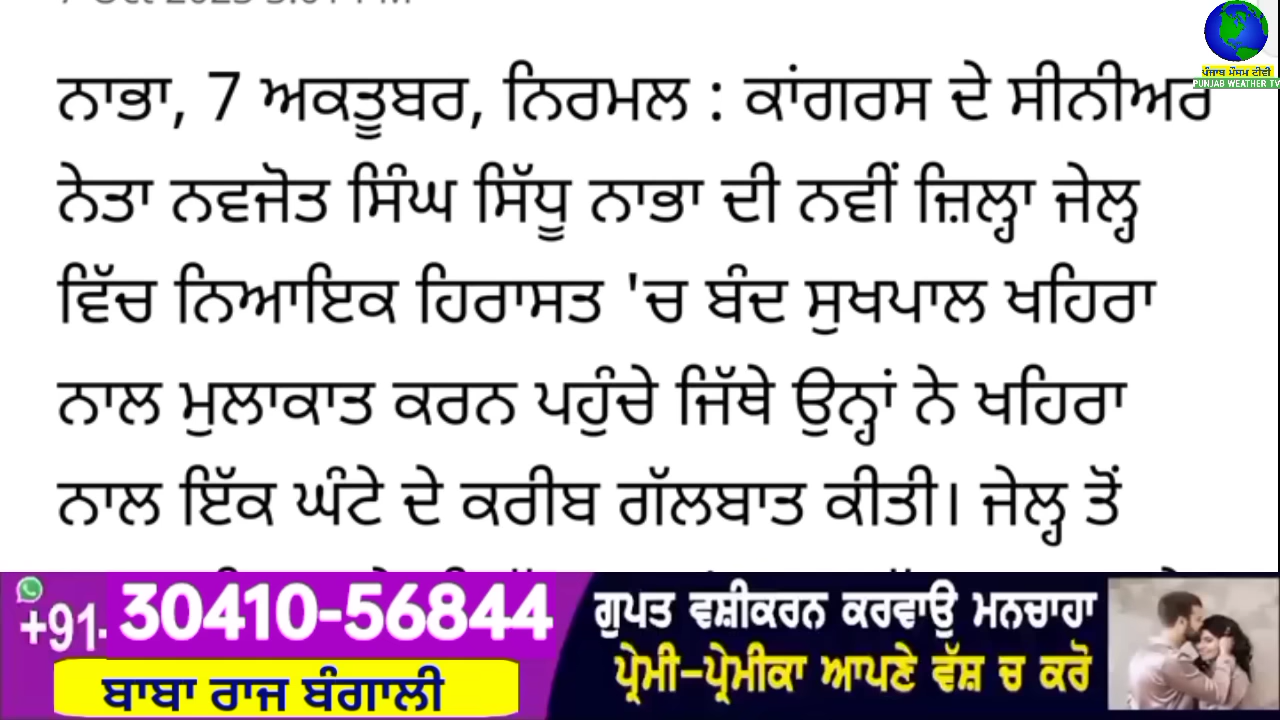 ਪੰਜਾਬ ਮੌਸਮ ਟੀਵੀ
PUNJAB WEATHER TV
ਨਾਭਾ, 7 ਅਕਤੂਬਰ, ਨਿਰਮਲ : ਕਾਂਗਰਸ ਦੇ ਸੀਨੀਅਰ
ਨੇਤਾ ਨਵਜੋਤ ਸਿੰਘ ਸਿੱਧੂ ਨਾਭਾ ਦੀ ਨਵੀਂ ਜ਼ਿਲ੍ਹਾ ਜੇਲ੍ਹ
ਵਿੱਚ ਨਿਆਇਕ ਹਿਰਾਸਤ 'ਚ ਬੰਦ ਸੁਖਪਾਲ ਖਹਿਰਾ
ਨਾਲ ਮੁਲਾਕਾਤ ਕਰਨ ਪਹੁੰਚੇ ਜਿੱਥੇ ਉਨ੍ਹਾਂ ਨੇ ਖਹਿਰਾ
ਨਾਲ ਇੱਕ ਘੰਟੇ ਦੇ ਕਰੀਬ ਗੱਲਬਾਤ ਕੀਤੀ। ਜੇਲ੍ਹ ਤੋਂ
+91- 30410-56844
ਬਾਬਾ ਰਾਜ ਬੰਗਾਲੀ
ਗੁਪਤ ਵਸ਼ੀਕਰਨ ਕਰਵਾਉ ਮਨਚਾਹਾ
ਪ੍ਰੇਮੀ-ਪ੍ਰੇਮੀਕਾ ਆਪਣੇ ਵੱਸ਼ ਚ ਕਰੋ